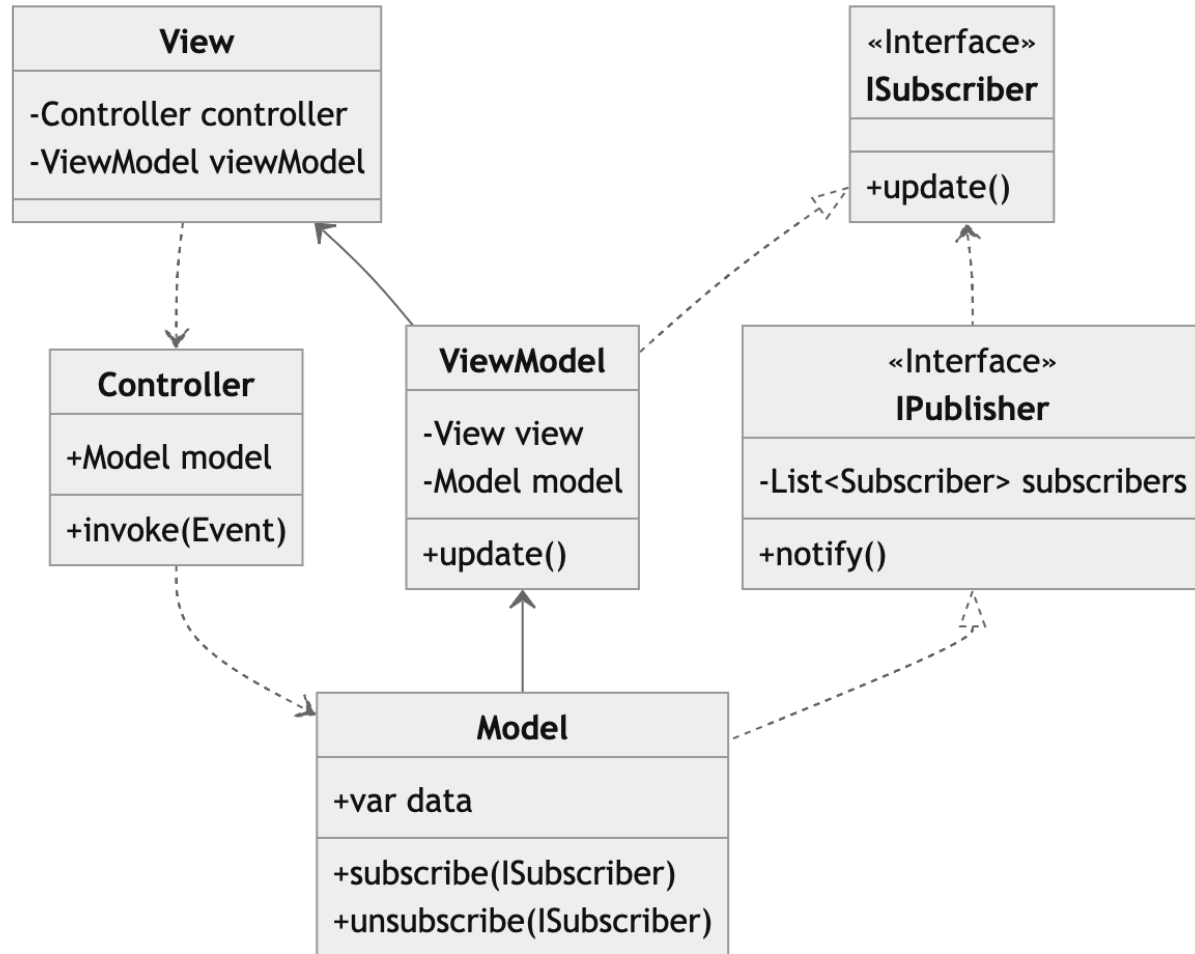 View
-Controller controller
-ViewModel viewModel
«Interface»
ISubscriber
+update()
Controller
+Model model
+invoke(Event)
ViewModel
-View view
-Model model
+update()
«Interface»
IPublisher
-List<Subscriber> subscribers
+notify()
Model
+var data
+subscribe(ISubscriber)
+unsubscribe(ISubscriber)